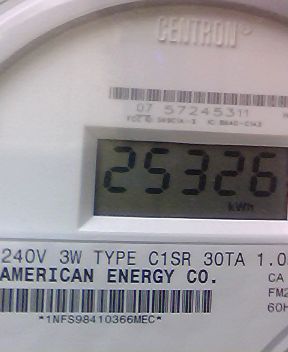 CENTRON
07 57245311
25326
kWh
240V 3W TYPE C1SR 30TA 1.0
AMERICAN ENERGY CO.
CA
FM2
60H
*1NFS98410366MEC*